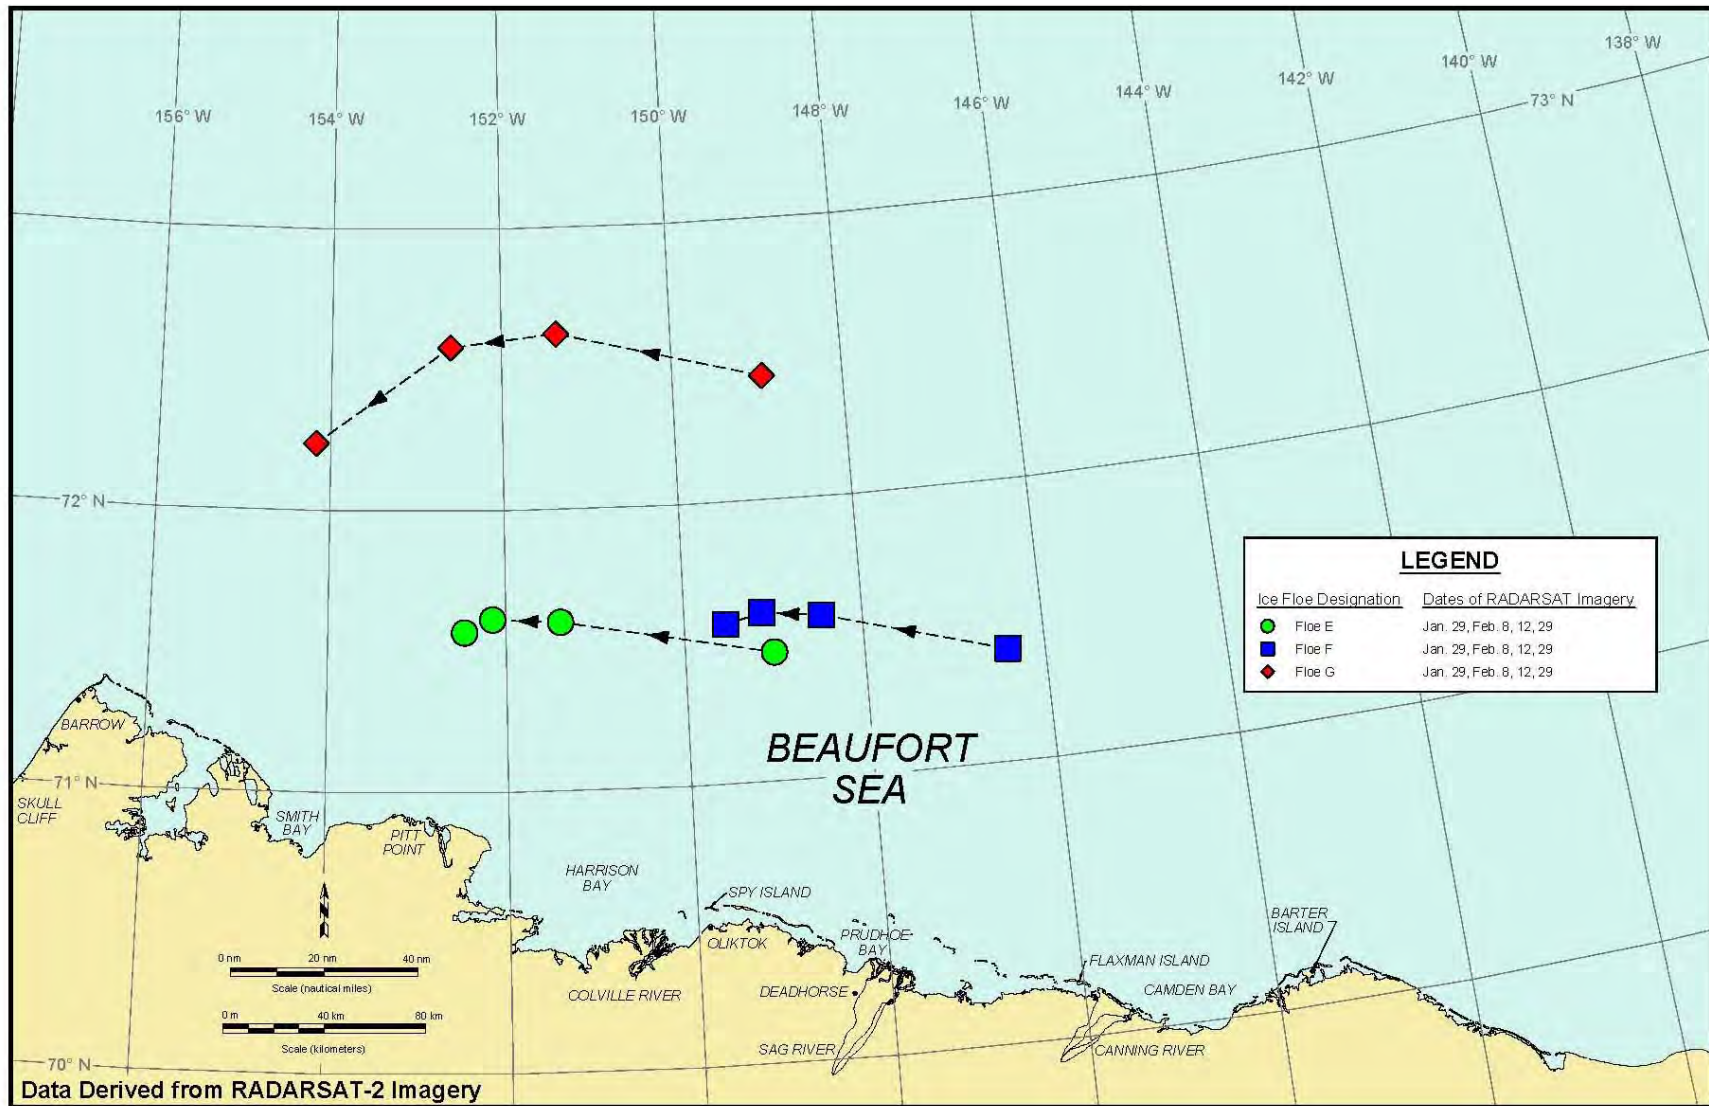 138° W
140° W
142° W
144° W
146° W
148° W
150° W
152° W
154° W
156° W
73° N
72° N
LEGEND
Ice Floe Designation Dates of RADARSAT Imagery
Floe E Jan. 29, Feb. 8, 12, 29
Floe F Jan. 29, Feb. 8, 12, 29
Floe G Jan. 29, Feb. 8, 12, 29
BARROW
BEAUFORT
SEA
71° N
SKULL
CLIFF
SMITH
BAY
PITT
POINT
HARRISON
BAY
SPY ISLAND
OLIKTOK
PRUDHOE
BAY
BARTER
ISLAND
FLAXMAN ISLAND
CAMDEN BAY
0 nm 20 nm 40 nm
Scale (nautical miles)
COLVILLE RIVER
DEADHORSE
0 m 40 km 80 km
Scale (kilometers)
SAG RIVER
CANNING RIVER
70° N
Data Derived from RADARSAT-2 Imagery